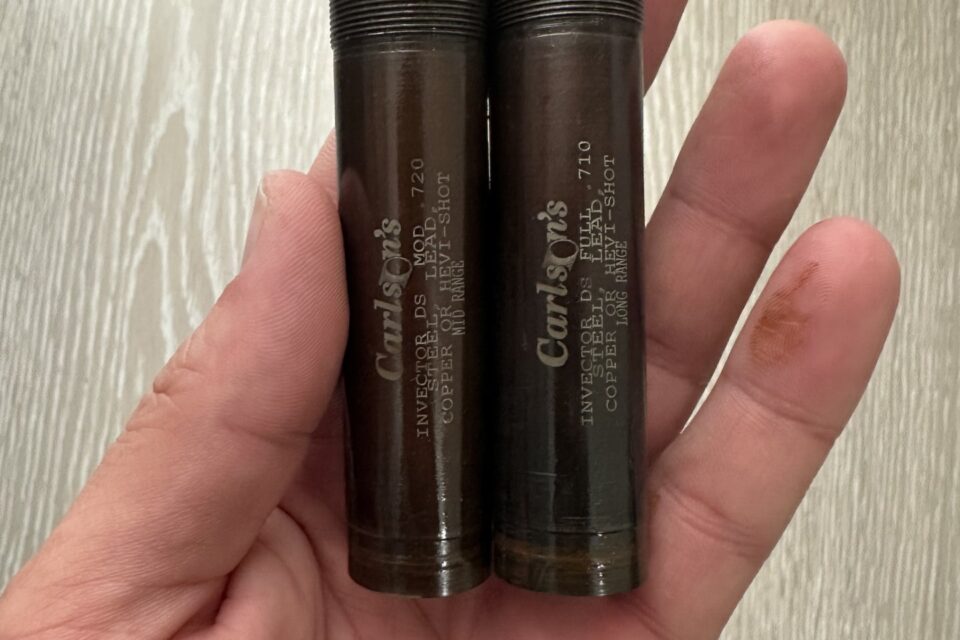 Carlson's
INVECTOR DS MOD .720
STEEL, LEAD,
COPPER OR HEVI-SHOT
MID RANGE
Carlson's
INVECTOR DS FULL .710
STEEL, LEAD,
COPPER OR HEVI-SHOT
LONG RANGE